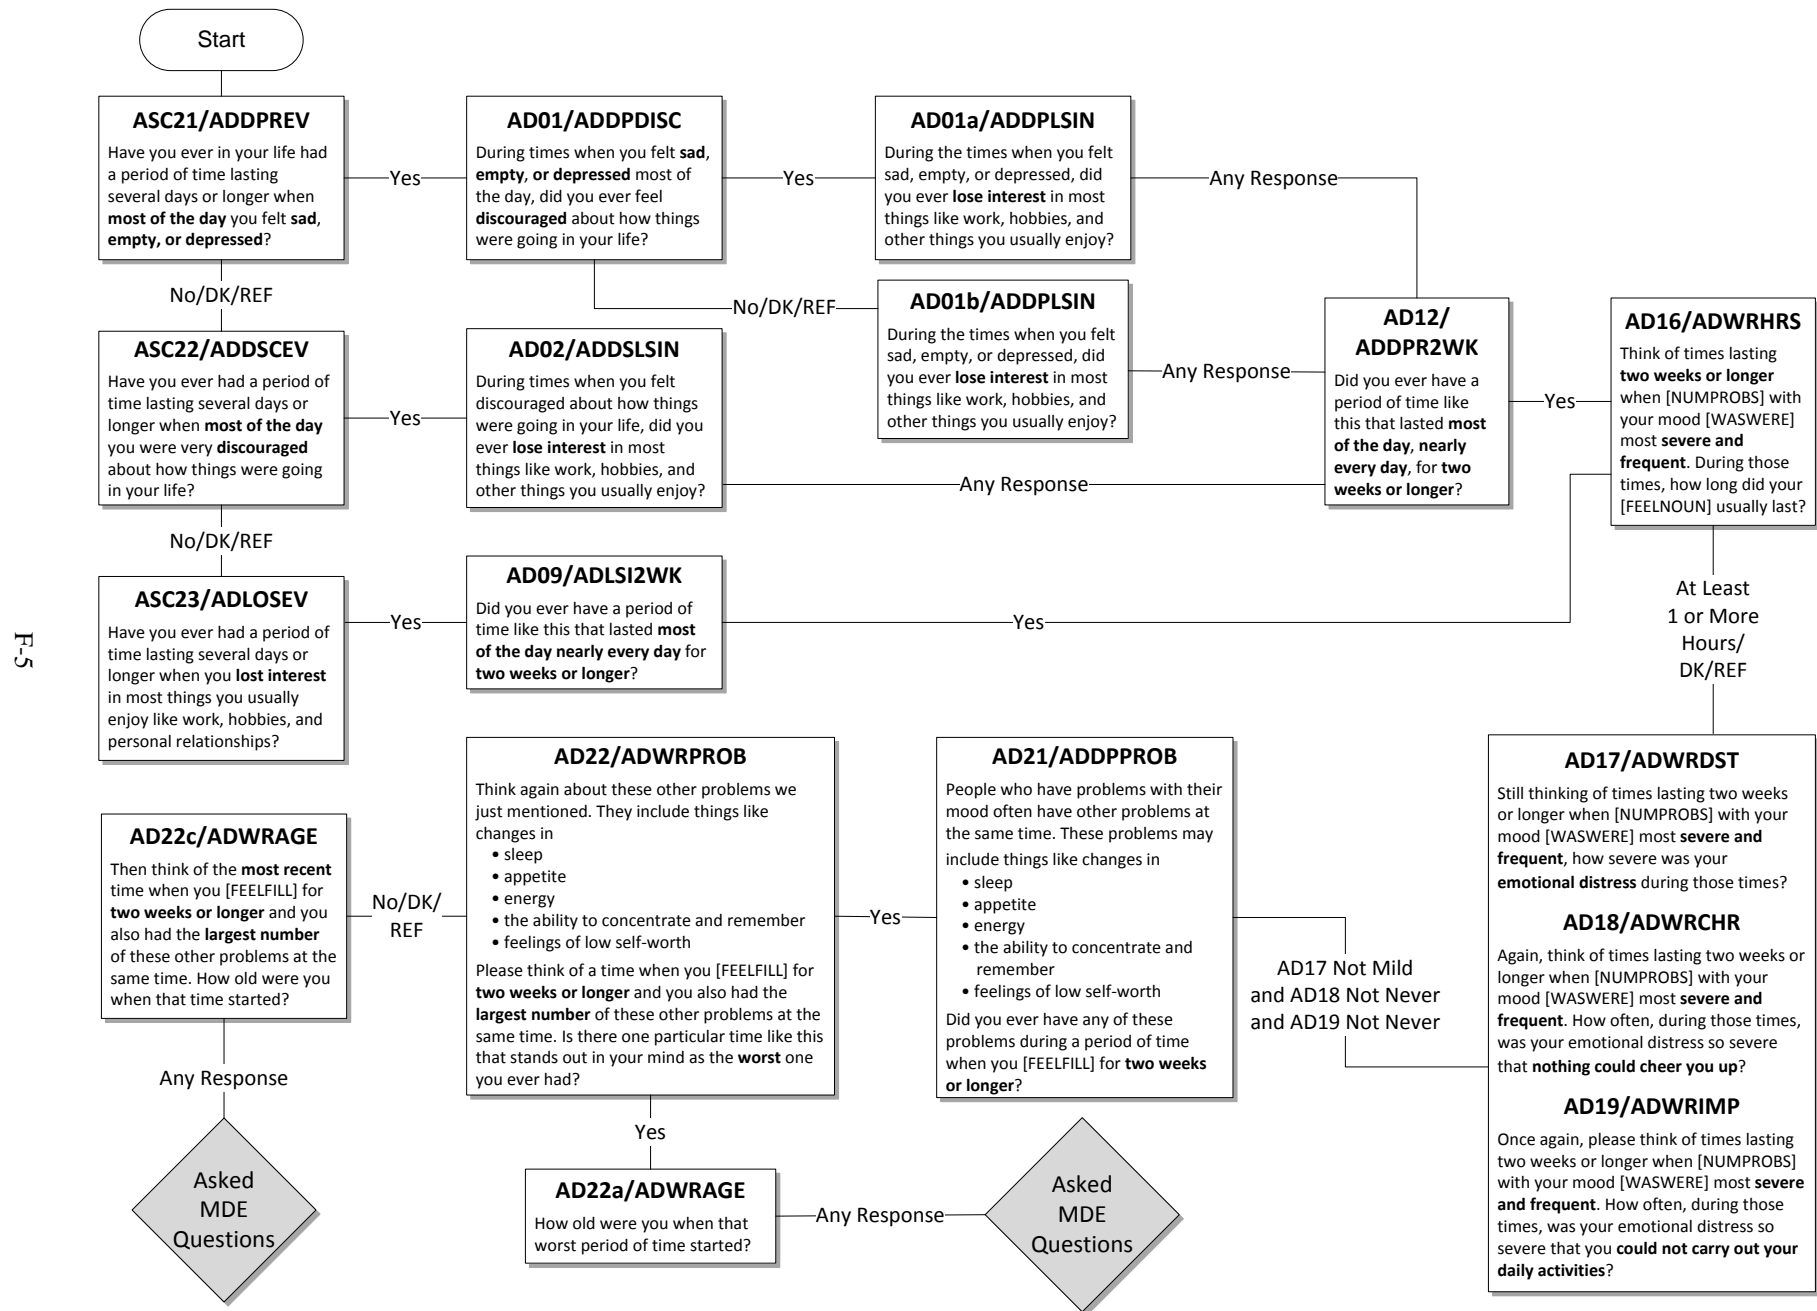 Start
ASC21/ADDPREV
Have you ever in your life had
a period of time lasting
several days or longer when
most of the day you felt sad,
empty, or depressed?
Yes
AD01/ADDPDISC
During times when you felt sad,
empty, or depressed most of
the day, did you ever feel
discouraged about how things
were going in your life?
Yes
AD01a/ADDPLSIN
During the times when you felt
sad, empty, or depressed, did
you ever lose interest in most
things like work, hobbies, and
other things you usually enjoy?
Any Response
No/DK/REF
No/DK/REF
AD01b/ADDPLSIN
During the times when you felt
sad, empty, or depressed, did
you ever lose interest in most
things like work, hobbies, and
other things you usually enjoy?
Any Response
ASC22/ADDSCEV
Have you ever had a period of
time lasting several days or
longer when most of the day
you were very discouraged
about how things were going
in your life?
Yes
AD02/ADDSLSIN
During times when you felt
discouraged about how things
were going in your life, did you
ever lose interest in most
things like work, hobbies, and
other things you usually enjoy?
Any Response
AD12/
ADDPR2WK
Did you ever have a
period of time like
this that lasted most
of the day, nearly
every day, for two
weeks or longer?
Yes
AD16/ADWRHRS
Think of times lasting
two weeks or longer
when [NUMPROBS] with
your mood [WASWERE]
most severe and
frequent. During those
times, how long did your
[FEELNOUN] usually last?
No/DK/REF
ASC23/ADLOSEV
Have you ever had a period of
time lasting several days or
longer when you lost interest
in most things you usually
enjoy like work, hobbies, and
personal relationships?
Yes
AD09/ADLSI2WK
Did you ever have a period of
time like this that lasted most
of the day nearly every day for
two weeks or longer?
Yes
At Least
1 or More
Hours/
DK/REF
F-5
AD22c/ADWRAGE
Then think of the most recent
time when you [FEELFILL] for
two weeks or longer and you
also had the largest number
of these other problems at the
same time. How old were you
when that time started?
No/DK/
REF
AD22/ADWRPROB
Think again about these other problems we
just mentioned. They include things like
changes in
• sleep
• appetite
• energy
• the ability to concentrate and remember
• feelings of low self-worth
Please think of a time when you [FEELFILL] for
two weeks or longer and you also had the
largest number of these other problems at the
same time. Is there one particular time like this
that stands out in your mind as the worst one
you ever had?
Yes
AD21/ADDPPROB
People who have problems with their
mood often have other problems at
the same time. These problems may
include things like changes in
• sleep
• appetite
• energy
• the ability to concentrate and
remember
• feelings of low self-worth
Did you ever have any of these
problems during a period of time
when you [FEELFILL] for two weeks
or longer?
AD17 Not Mild
and AD18 Not Never
and AD19 Not Never
AD17/ADWRDST
Still thinking of times lasting two weeks
or longer when [NUMPROBS] with your
mood [WASWERE] most severe and
frequent, how severe was your
emotional distress during those times?
AD18/ADWRCHR
Again, think of times lasting two weeks or
longer when [NUMPROBS] with your
mood [WASWERE] most severe and
frequent. How often, during those times,
was your emotional distress so severe
that nothing could cheer you up?
AD19/ADWRIMP
Once again, please think of times lasting
two weeks or longer when [NUMPROBS]
with your mood [WASWERE] most severe
and frequent. How often, during those
times, was your emotional distress so
severe that you could not carry out your
daily activities?
Any Response
Asked
MDE
Questions
Yes
AD22a/ADWRAGE
How old were you when that
worst period of time started?
Any Response
Asked
MDE
Questions